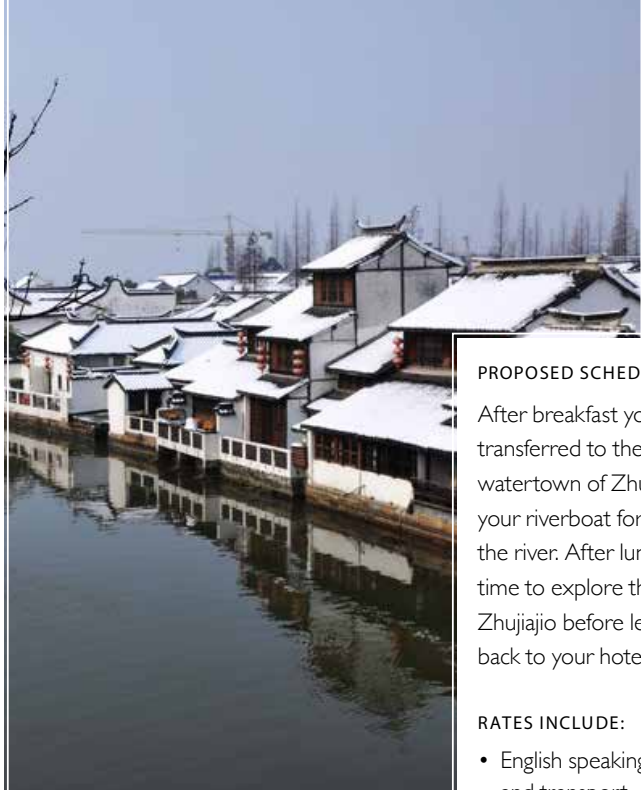 PROPOSED SCHED
After breakfast yo
transferred to the
watertown of Zhu
your riverboat for
the river. After lun
time to explore th
Zhujiajio before le
back to your hote
RATES INCLUDE:
• English speaking